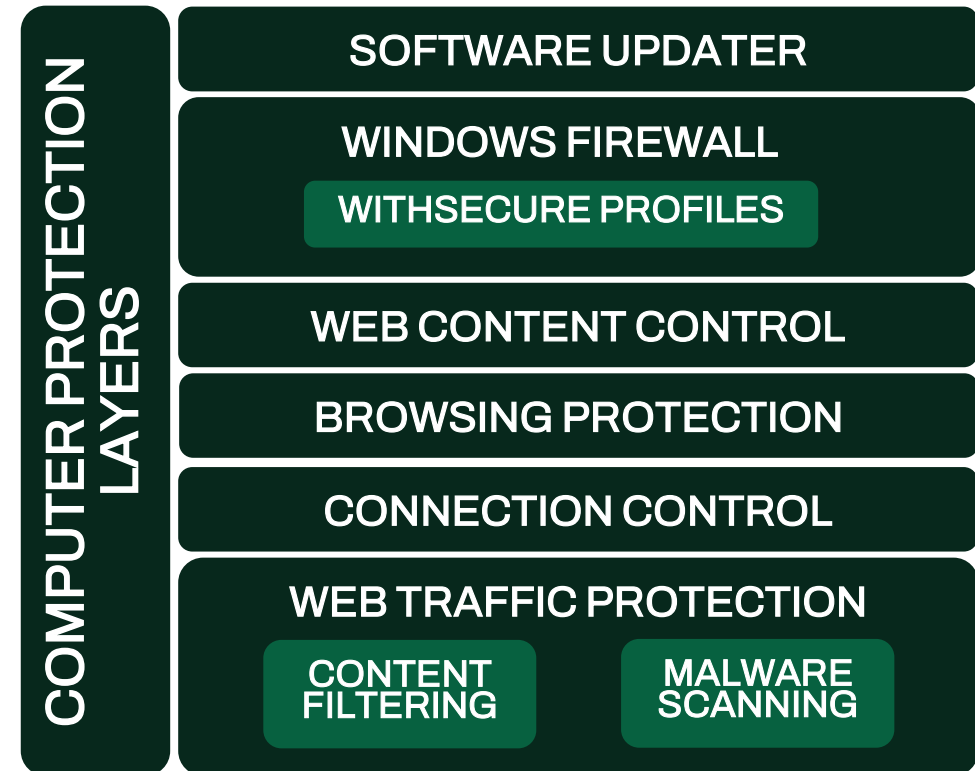 COMPUTER PROTECTION
LAYERS
SOFTWARE UPDATER
WINDOWS FIREWALL
WITHSECURE PROFILES
WEB CONTENT CONTROL
BROWSING PROTECTION
CONNECTION CONTROL
WEB TRAFFIC PROTECTION
CONTENT
FILTERING
MALWARE
SCANNING